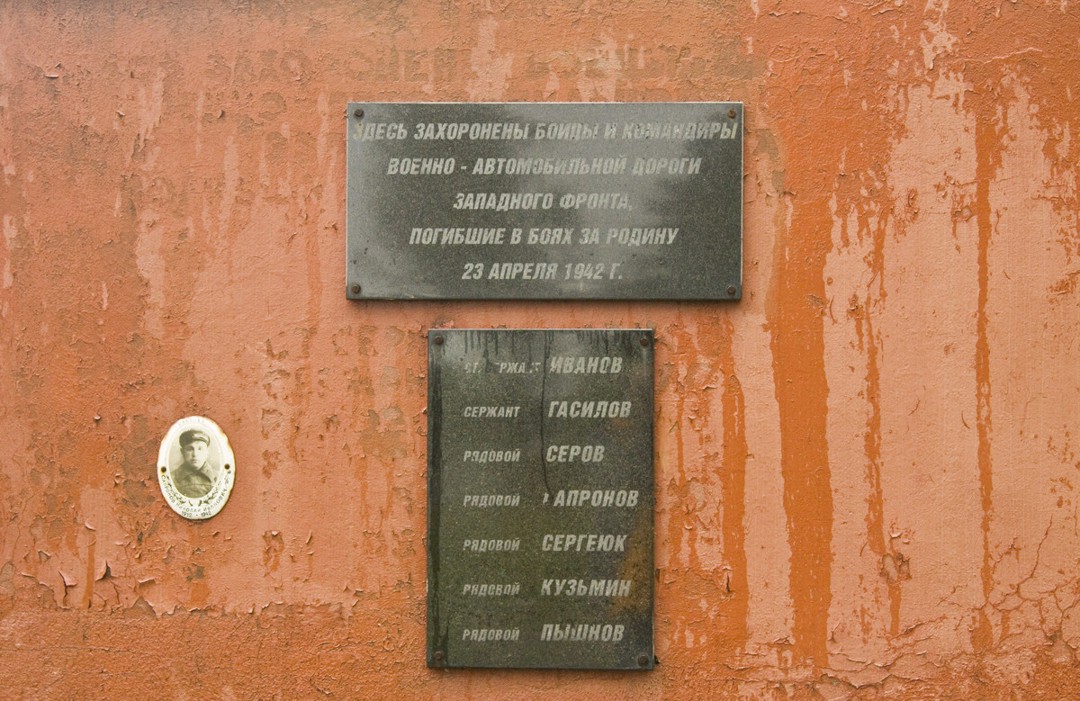 ЗДЕСЬ ЗАХОРОНЕНЫ БОЙЦЫ И КОМАНДИРЫ
ВОЕННО - АВТОМОБИЛЬНОЙ ДОРОГИ
ЗАПАДНОГО ФРОНТА,
ПОГИБШИЕ В БОЯХ ЗА РОДИНУ
23 АПРЕЛЯ 1942 Г.
ИВАНОВ
СЕРЖАНТ ГАСИЛОВ
РЯДОВОЙ СЕРОВ
РЯДОВОЙ
РЯДОВОЙ СЕРГЕЮК
РЯДОВОЙ КУЗЬМИН
РЯДОВОЙ ПЫШНОВ